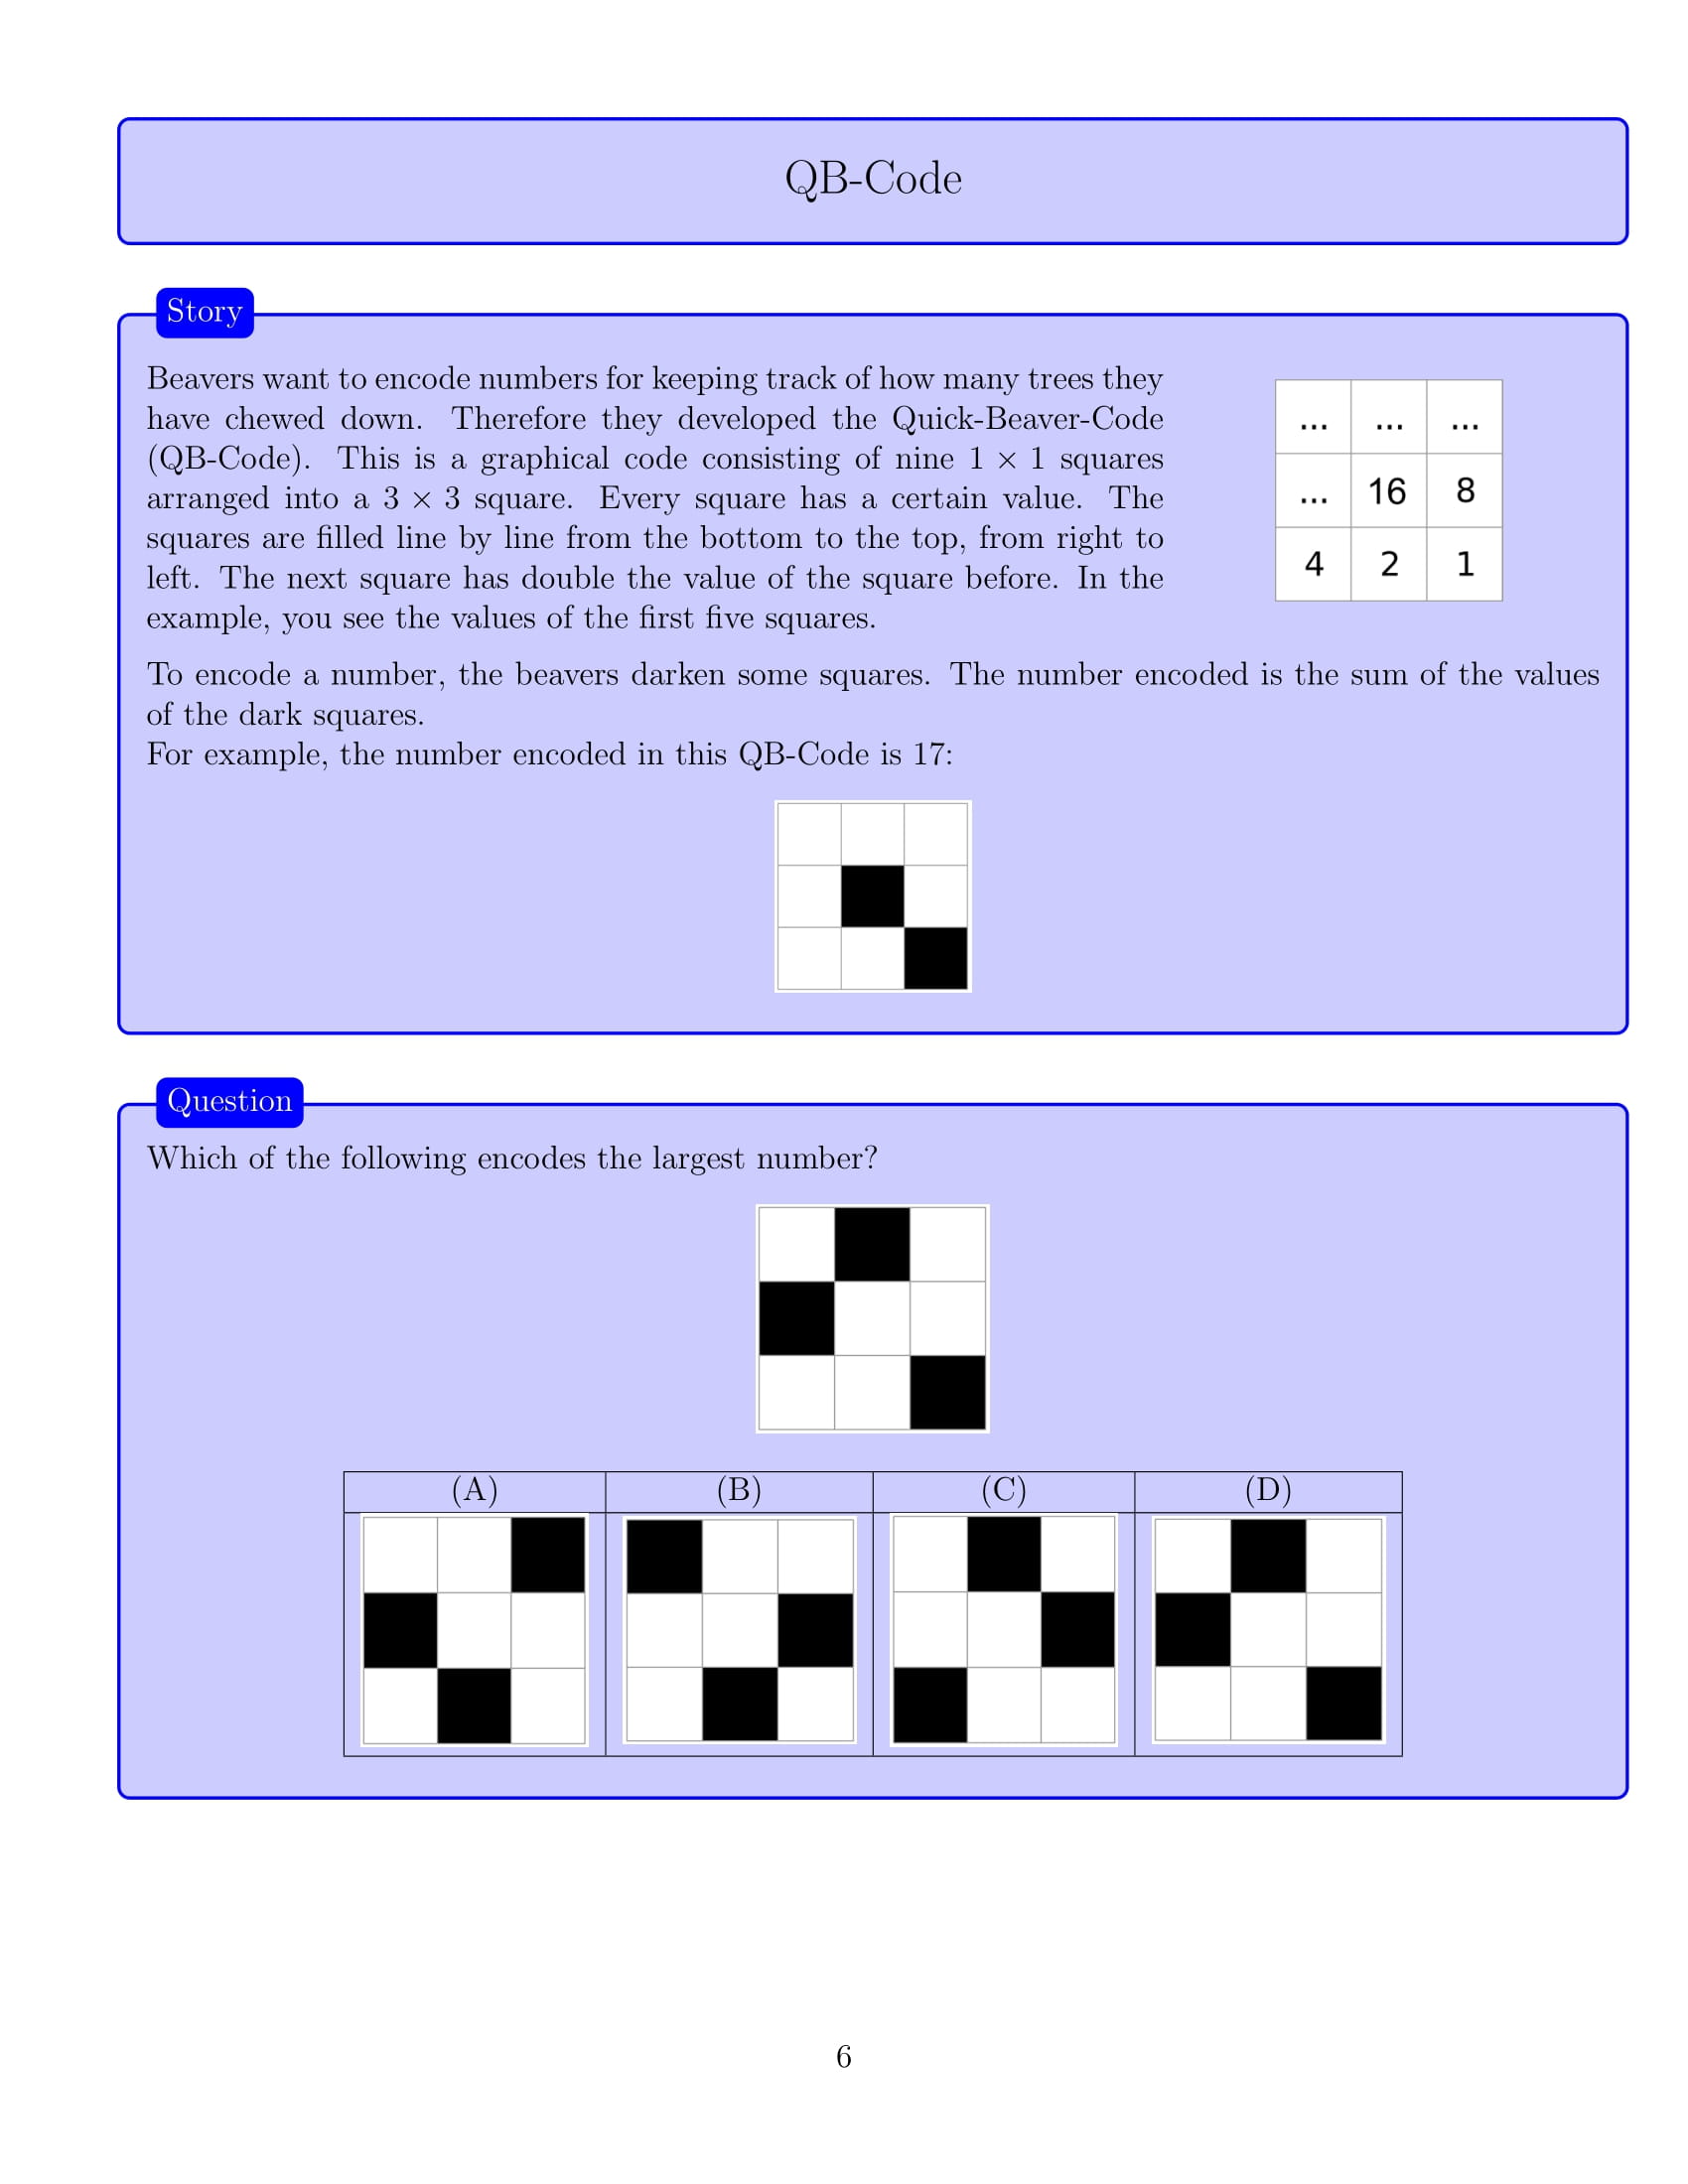 QB-Code
Story
Beavers want to encode numbers for keeping track of how many trees they
have chewed down. Therefore they developed the Quick-Beaver-Code
(QB-Code). This is a graphical code consisting of nine 1 × 1 squares
arranged into a 3 × 3 square. Every square has a certain value. The
squares are filled line by line from the bottom to the top, from right to
left. The next square has double the value of the square before. In the
example, you see the values of the first five squares.
... ... ...
... 16 8
4 2 1
To encode a number, the beavers darken some squares. The number encoded is the sum of the values
of the dark squares.
For example, the number encoded in this QB-Code is 17:
Question
Which of the following encodes the largest number?
(A) (B) (C) (D)
6